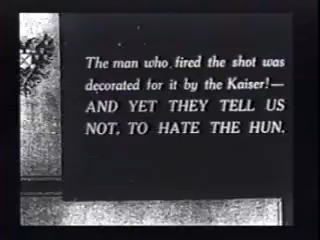 The man who fired the shot was
decorated for it by the Kaiser!—
AND YET THEY TELL US
NOT, TO HATE THE HUN.